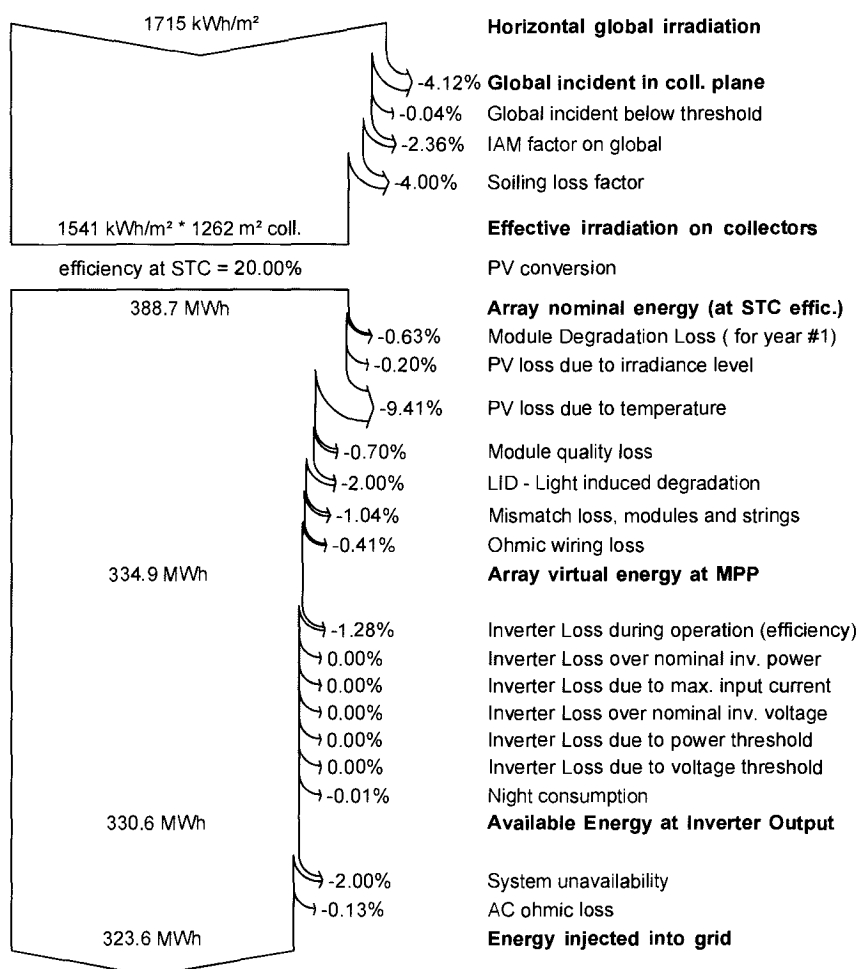 1715 kWh/m² Horizontal global irradiation
-4.12% Global incident in coll. plane
-0.04% Global incident below threshold
-2.36% IAM factor on global
-4.00% Soiling loss factor
1541 kWh/m² * 1262 m² coll. Effective irradiation on collectors
efficiency at STC = 20.00% PV conversion
388.7 MWh Array nominal energy (at STC effic.)
-0.63% Module Degradation Loss ( for year #1)
-0.20% PV loss due to irradiance level
-9.41% PV loss due to temperature
-0.70% Module quality loss
-2.00% LID - Light induced degradation
-1.04% Mismatch loss, modules and strings
-0.41% Ohmic wiring loss
334.9 MWh Array virtual energy at MPP
-1.28% Inverter Loss during operation (efficiency)
0.00% Inverter Loss over nominal inv. power
0.00% Inverter Loss due to max. input current
0.00% Inverter Loss over nominal inv. voltage
0.00% Inverter Loss due to power threshold
0.00% Inverter Loss due to voltage threshold
-0.01% Night consumption
330.6 MWh Available Energy at Inverter Output
-2.00% System unavailability
-0.13% AC ohmic loss
323.6 MWh Energy injected into grid